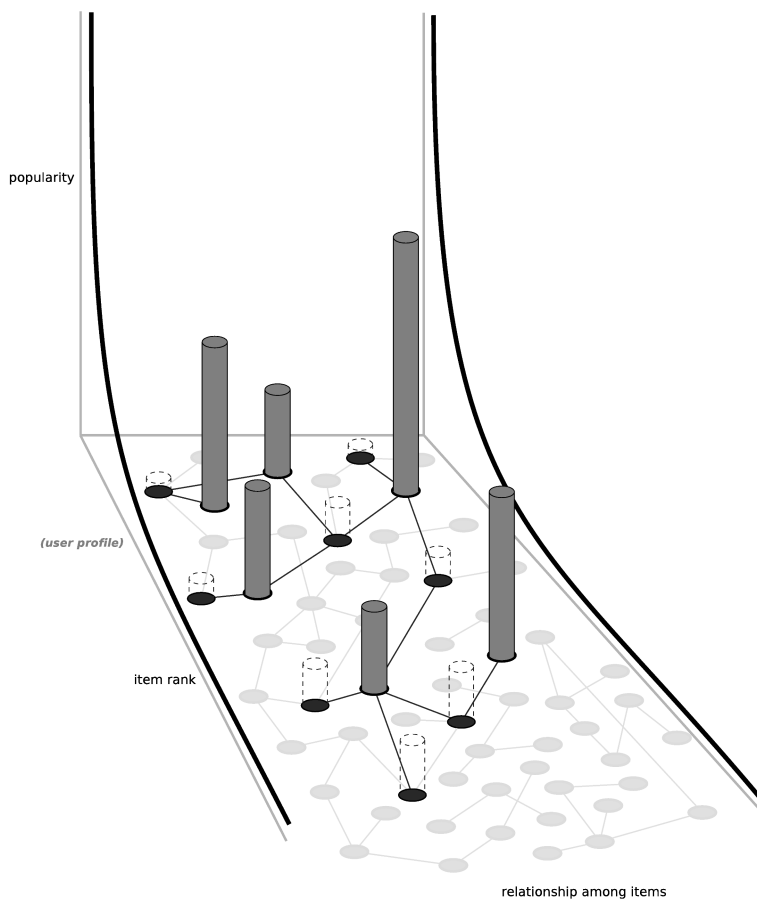 popularity
(user profile)
item rank
relationship among items